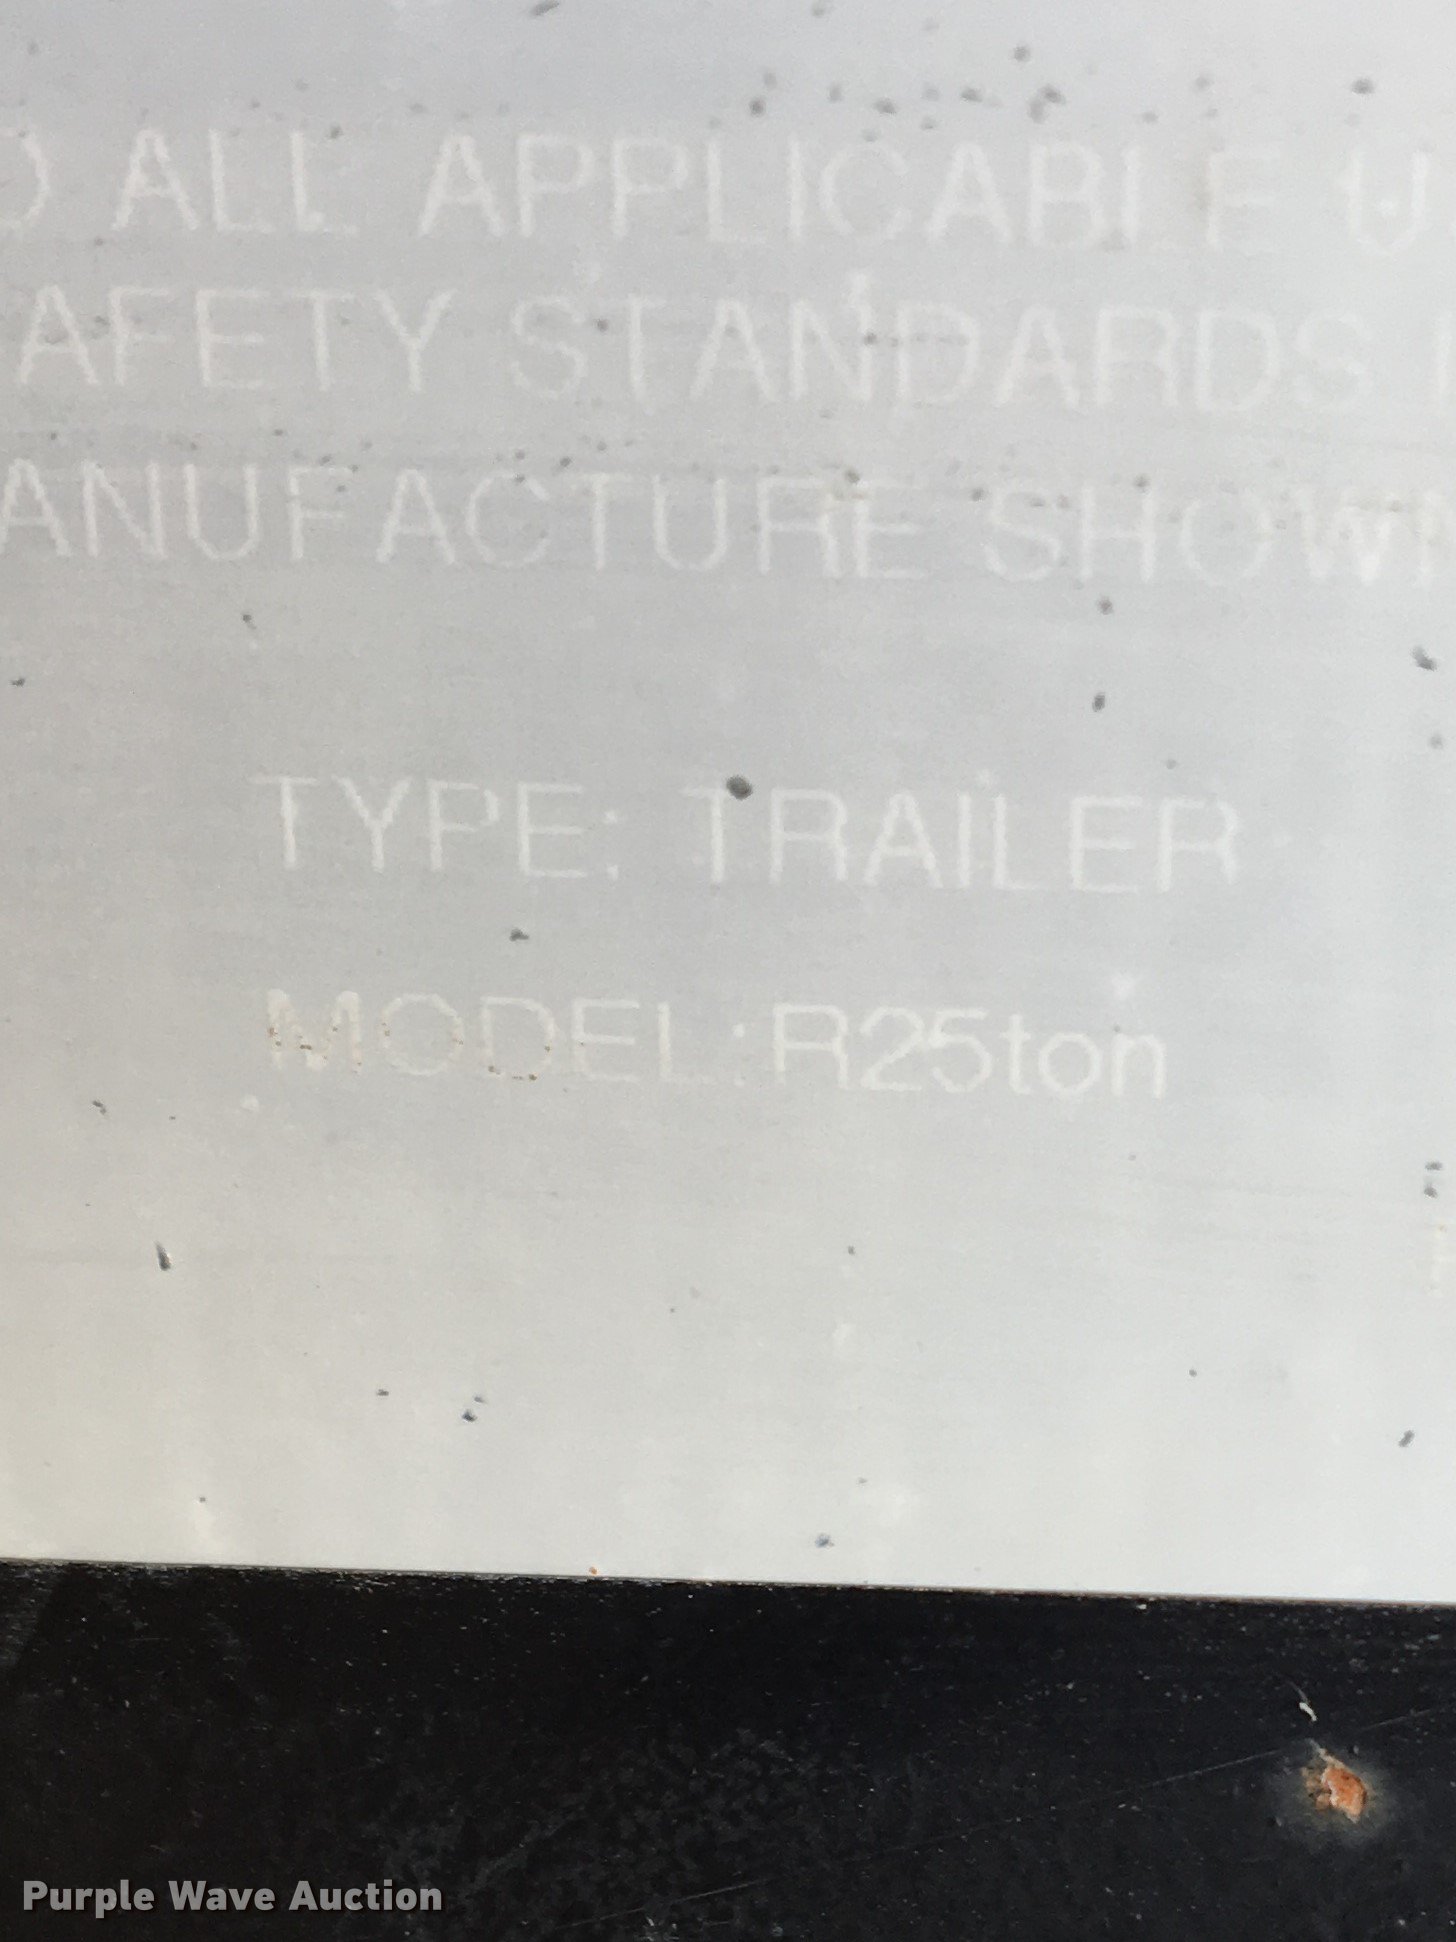 ALL APPLICABLE
AFETY STANDARDS
ANUFACTURE SHOW
TYPE: TRAILER
MODEL: R25ton
Purple Wave Auction